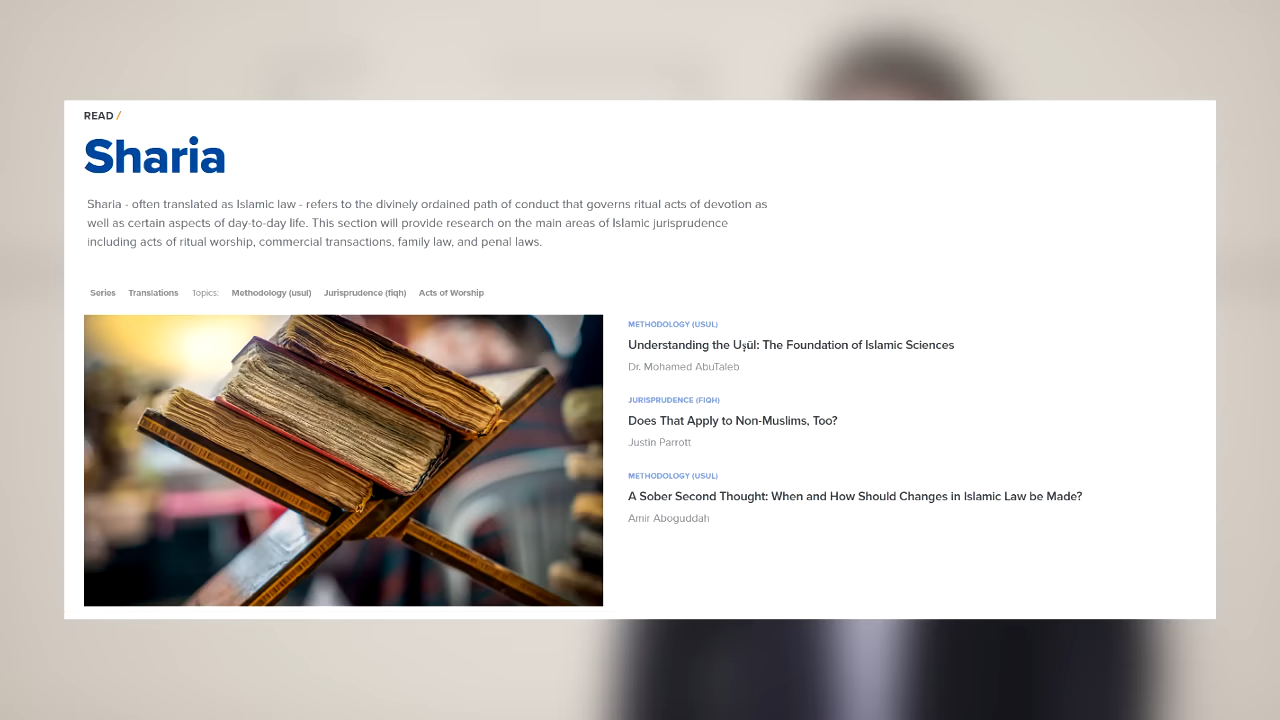 READ /
Sharia
Sharia - often translated as Islamic law - refers to the divinely ordained path of conduct that governs ritual acts of devotion as
well as certain aspects of day-to-day life. This section will provide research on the main areas of Islamic jurisprudence
including acts of ritual worship, commercial transactions, family law, and penal laws.
Series Translations Topics: Methodology (usul) Jurisprudence (fiqh) Acts of Worship
METHODOLOGY (USUL)
Understanding the Uṣūl: The Foundation of Islamic Sciences
Dr. Mohamed AbuTaleb
JURISPRUDENCE (FIQH)
Does That Apply to Non-Muslims, Too?
Justin Parrott
METHODOLOGY (USUL)
A Sober Second Thought: When and How Should Changes in Islamic Law be Made?
Amir Aboguddah